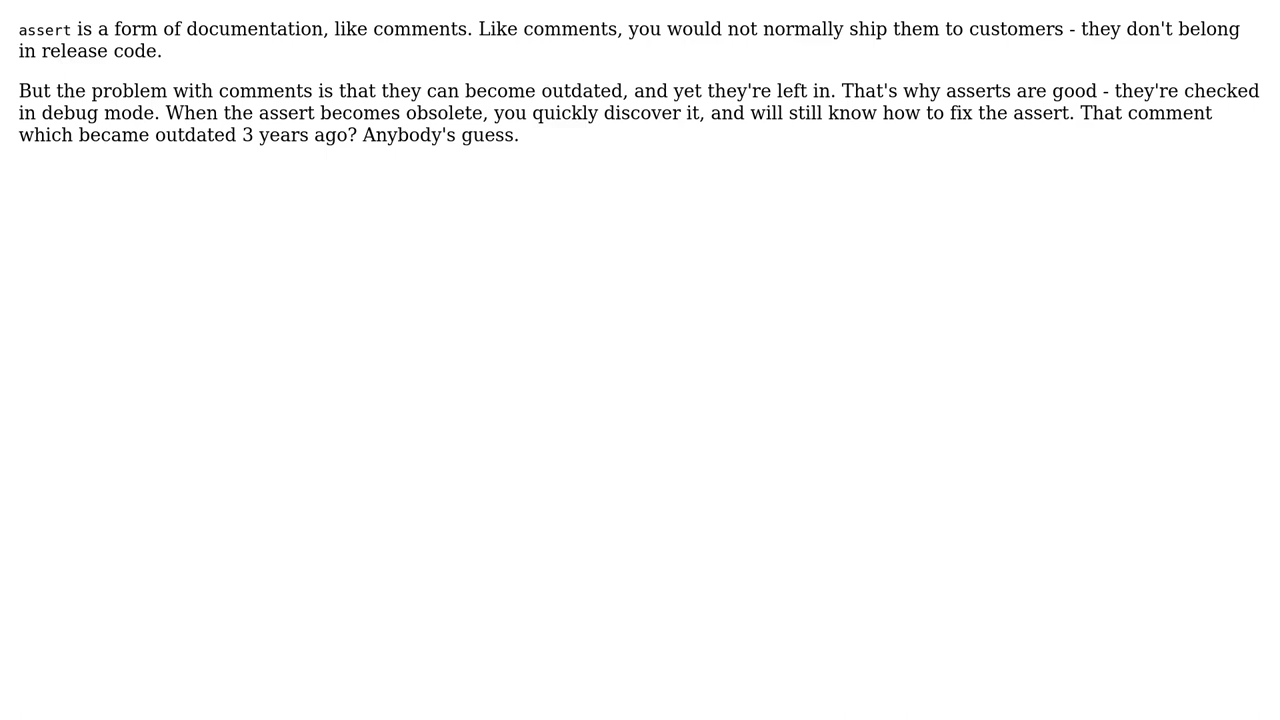 assert is a form of documentation, like comments. Like comments, you would not normally ship them to customers - they don't belong
in release code.
But the problem with comments is that they can become outdated, and yet they're left in. That's why asserts are good - they're checked
in debug mode. When the assert becomes obsolete, you quickly discover it, and will still know how to fix the assert. That comment
which became outdated 3 years ago? Anybody's guess.